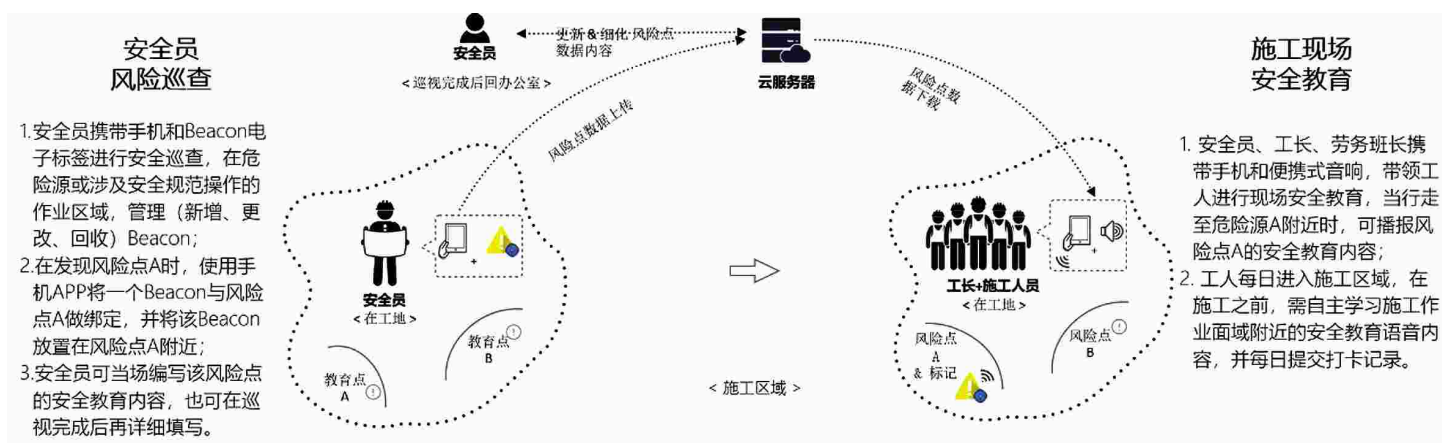 安全员
风险巡查
1.安全员携带手机和Beacon电
子标签进行安全巡查，在危
险源或涉及安全规范操作的
作业区域，管理（新增、更
改、回收）Beacon；
2.在发现风险点A时，使用手
机APP将一个Beacon与风险
点A做绑定，并将该Beacon
放置在风险点A附近；
3.安全员可当场编写该风险点
的安全教育内容，也可在巡
视完成后再详细填写。
安全员
<巡视完成后回办公室>
更新&细化 风险点
数据内容
云服务器
风险点数据上传
风险点数
据下载
+
安全员
<在工地>
教育点
A
!
教育点
B
!
<施工区域>
+
工长+施工人员
<在工地>
风险点
A
& 标记
风险点
B
!
施工现场
安全教育
1. 安全员、工长、劳务班长携
带手机和便携式音响，带领工
人进行现场安全教育，当行走
至危险源A附近时，可播报风
险点A的安全教育内容；
2. 工人每日进入施工区域，在
施工之前，需自主学习施工作
业面域附近的安全教育语音内
容，并每日提交打卡记录。